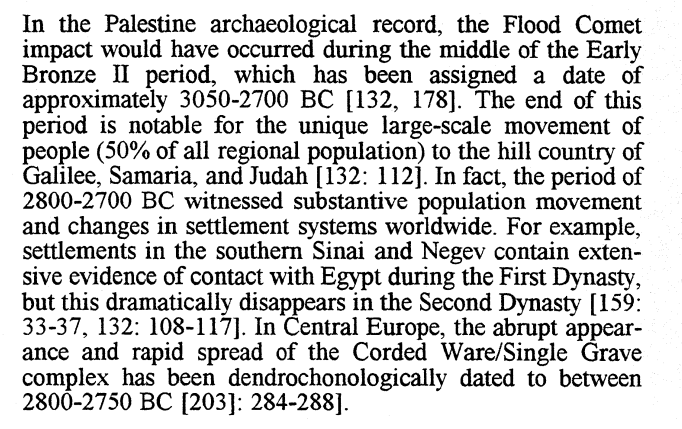 In the Palestine archaeological record, the Flood Comet
impact would have occurred during the middle of the Early
Bronze II period, which has been assigned a date of
approximately 3050-2700 BC [132, 178]. The end of this
period is notable for the unique large-scale movement of
people (50% of all regional population) to the hill country of
Galilee, Samaria, and Judah [132: 112]. In fact, the period of
2800-2700 BC witnessed substantive population movement
and changes in settlement systems worldwide. For example,
settlements in the southern Sinai and Negev contain exten-
sive evidence of contact with Egypt during the First Dynasty,
but this dramatically disappears in the Second Dynasty [159:
33-37, 132: 108-117]. In Central Europe, the abrupt appear-
ance and rapid spread of the Corded Ware/Single Grave
complex has been dendrochonologically dated to between
2800-2750 BC [203]: 284-288].